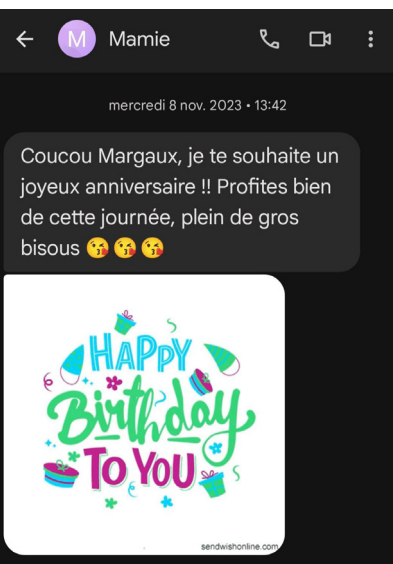 M Mamie
mercredi 8 nov. 2023 • 13:42
Coucou Margaux, je te souhaite un
joyeux anniversaire !! Profites bien
de cette journée, plein de gros
bisous 😘😘😘
HAPPY
Birthday
TO YOU
sendwishonline.com